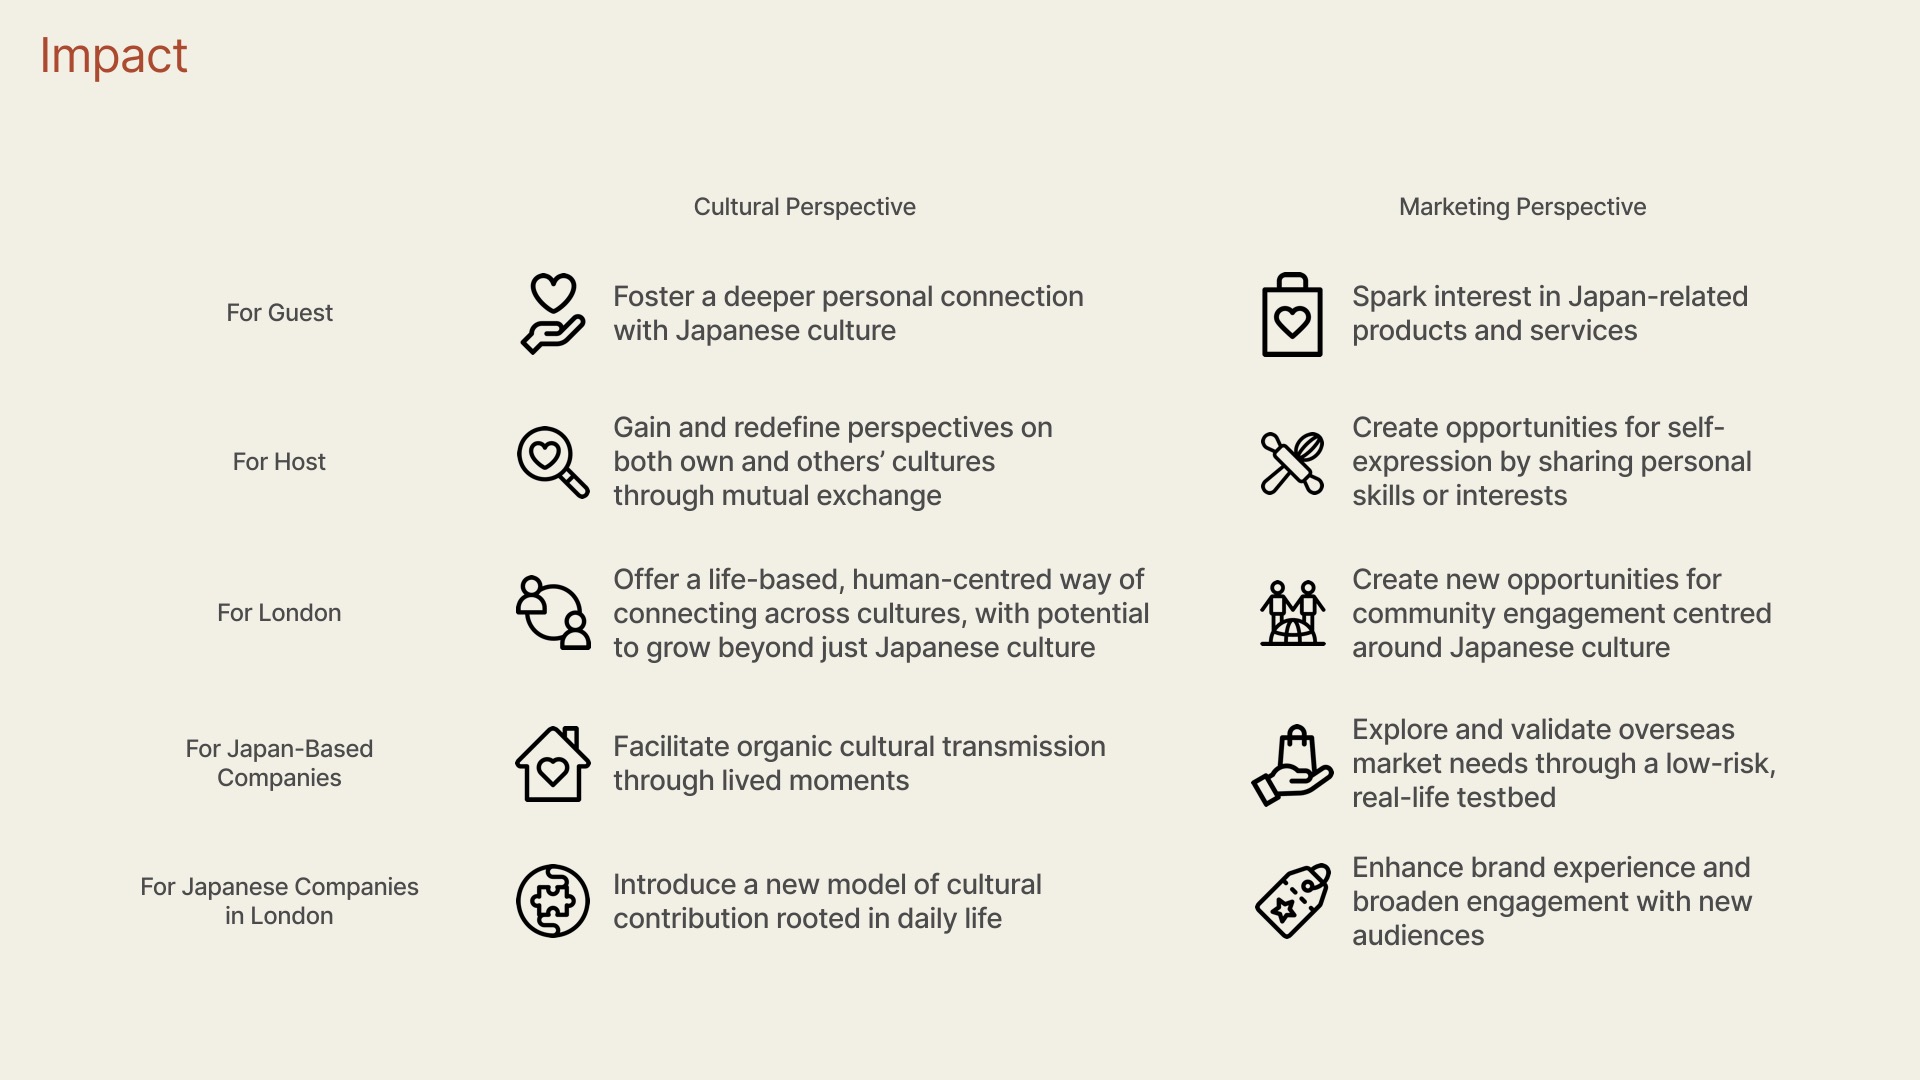 Impact
Cultural Perspective
Marketing Perspective
For Guest
Foster a deeper personal connection
with Japanese culture
Spark interest in Japan-related
products and services
For Host
Gain and redefine perspectives on
both own and others’ cultures
through mutual exchange
Create opportunities for self-
expression by sharing personal
skills or interests
For London
Offer a life-based, human-centred way of
connecting across cultures, with potential
to grow beyond just Japanese culture
Create new opportunities for
community engagement centred
around Japanese culture
For Japan-Based
Companies
Facilitate organic cultural transmission
through lived moments
Explore and validate overseas
market needs through a low-risk,
real-life testbed
For Japanese Companies
in London
Introduce a new model of cultural
contribution rooted in daily life
Enhance brand experience and
broaden engagement with new
audiences